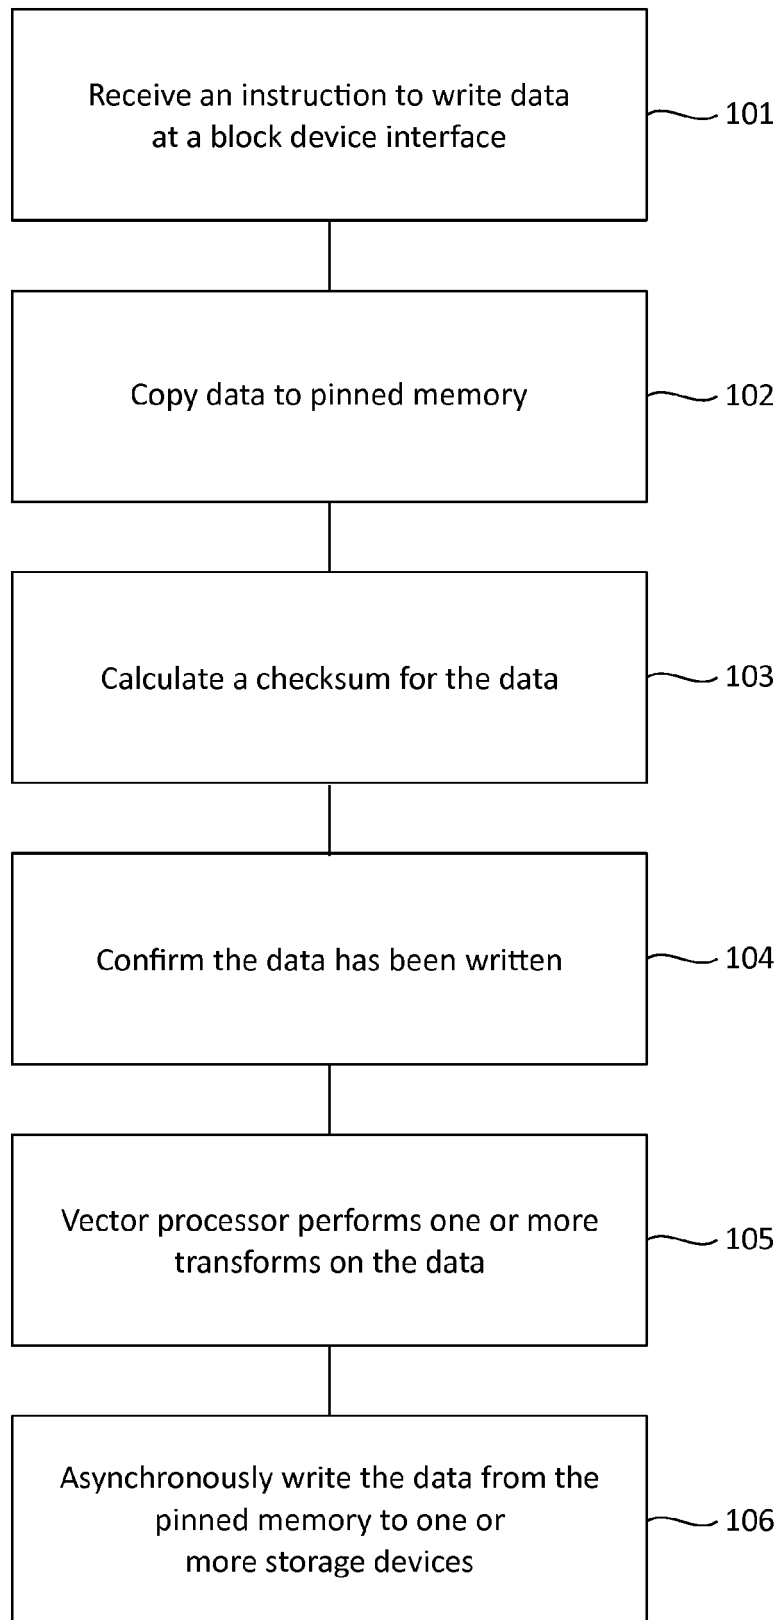 Receive an instruction to write data
at a block device interface
101
Copy data to pinned memory
102
Calculate a checksum for the data
103
Confirm the data has been written
104
Vector processor performs one or more
transforms on the data
105
Asynchronously write the data from the
pinned memory to one or
more storage devices
106